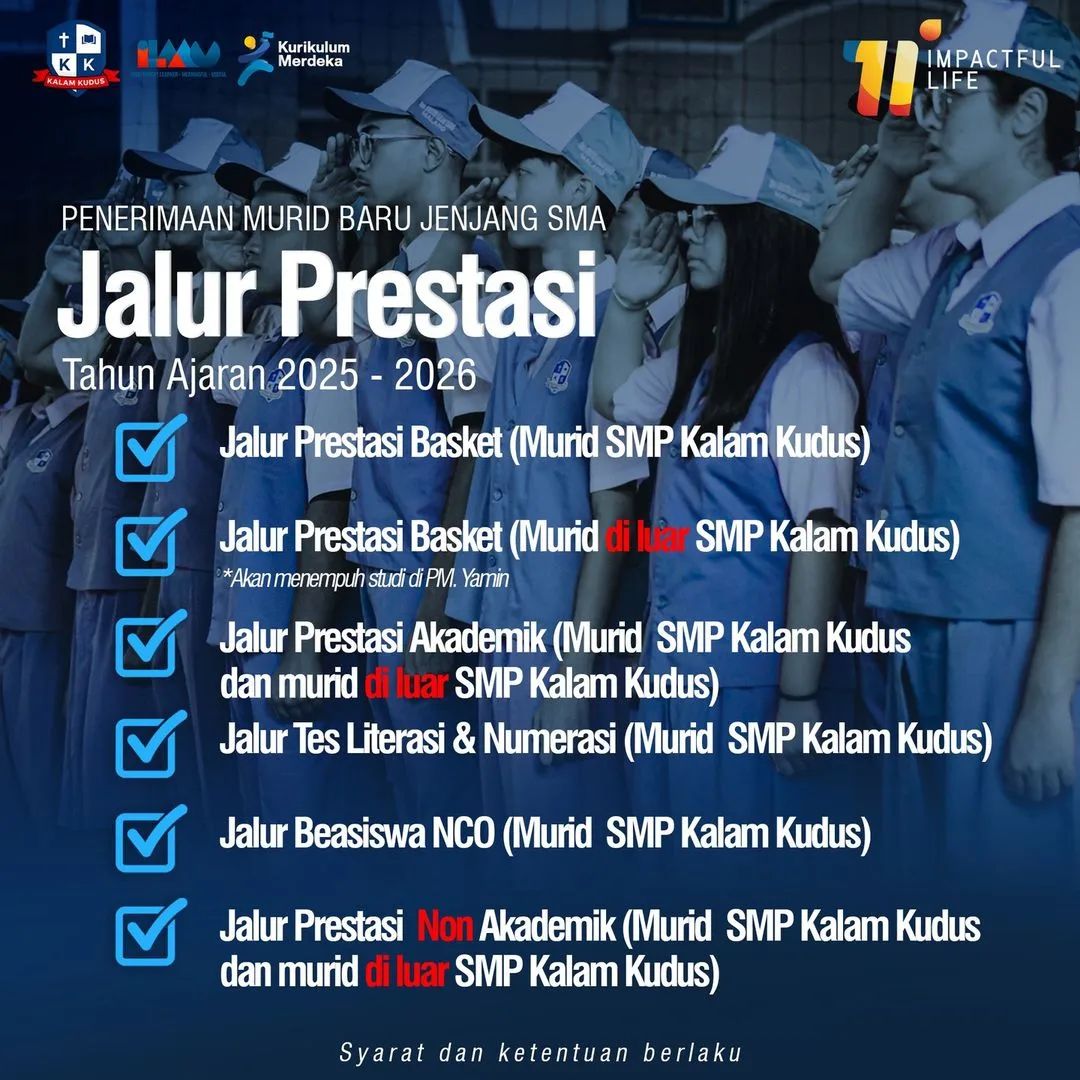 K K
KALAM KUDUS
Kurikulum
Merdeka
IMPACTFUL
LIFE
PENERIMAAN MURID BARU JENJANG SMA
Jalur Prestasi
Tahun Ajaran 2025 - 2026
Jalur Prestasi Basket (Murid SMP Kalam Kudus)
Jalur Prestasi Basket (Murid di luar SMP Kalam Kudus)
*Akan menempuh studi di PM. Yamin
Jalur Prestasi Akademik (Murid SMP Kalam Kudus
dan murid di luar SMP Kalam Kudus)
Jalur Tes Literasi & Numerasi (Murid SMP Kalam Kudus)
Jalur Beasiswa NCO (Murid SMP Kalam Kudus)
Jalur Prestasi Non Akademik (Murid SMP Kalam Kudus
dan murid di luar SMP Kalam Kudus)
Syarat dan ketentuan berlaku